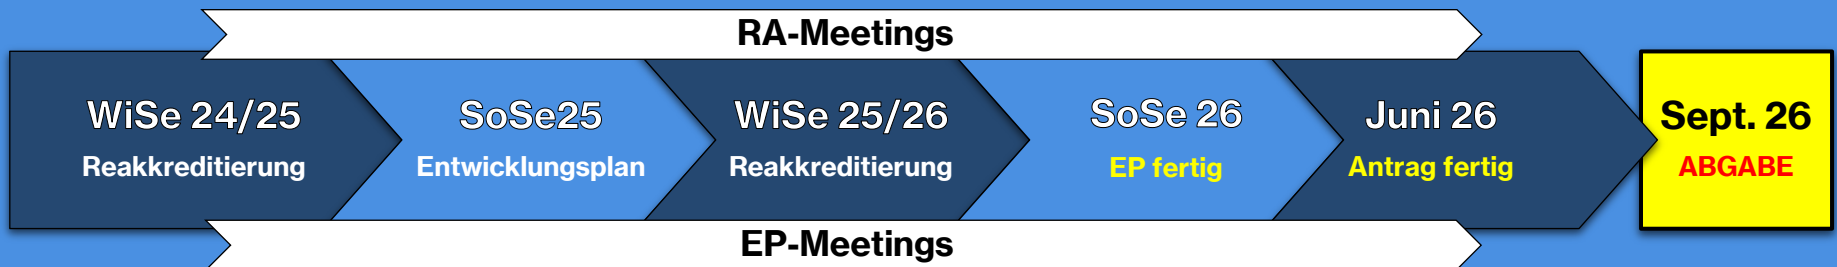 RA-Meetings
WiSe 24/25
Reakkreditierung
SoSe25
Entwicklungsplan
WiSe 25/26
Reakkreditierung
SoSe 26
EP fertig
Juni 26
Antrag fertig
Sept. 26
ABGABE
EP-Meetings